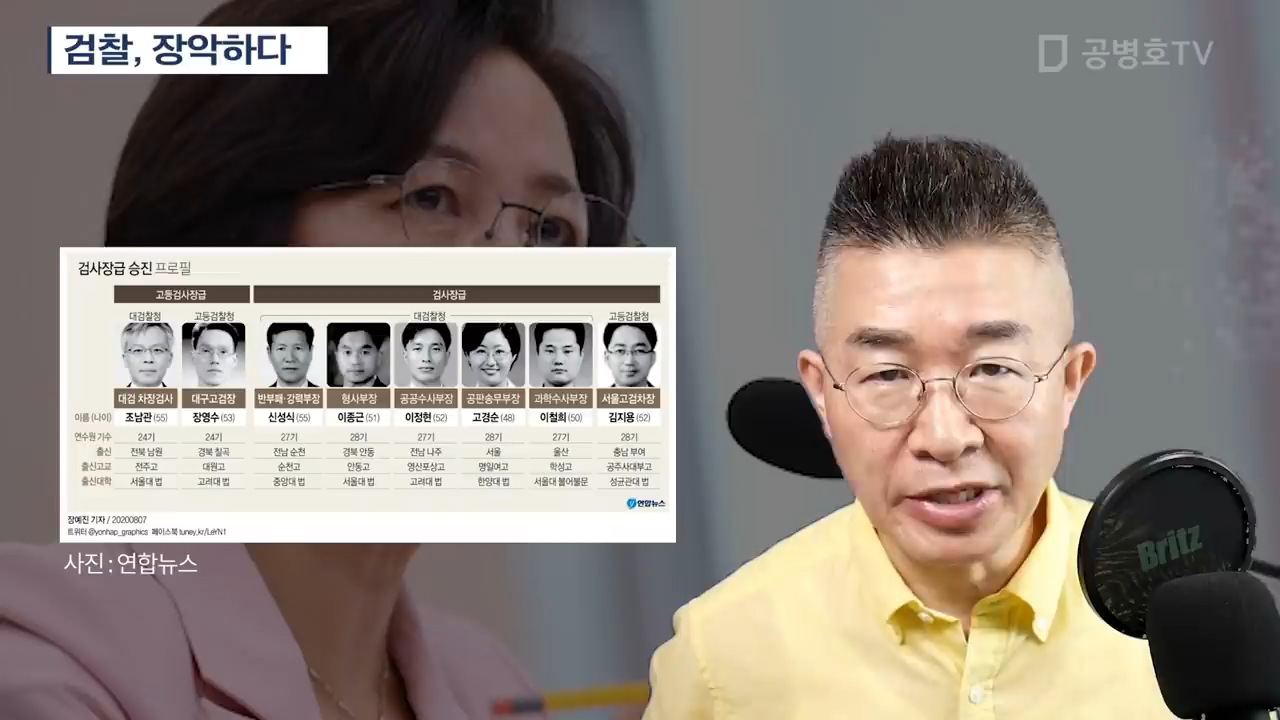 검찰, 장악하다
공병호TV
검사장급 승진 프로필
고등검사장급 검사장급
대검찰청 고등검찰청 대검찰청 고등검찰청
대검 차장검사 대구고검장 반부패·강력부장 형사부장 공공수사부장 공판송무부장 과학수사부장 서울고검차장
이름 (나이) 조남관 (55) 장영수 (53) 신성식 (55) 이종근 (51) 이정현 (52) 고경순 (48) 이철희 (50) 김지용 (52)
연수원 기수 24기 24기 27기 28기 27기 28기 27기 28기
출신 전북 남원 경북 칠곡 전남 순천 경북 안동 전남 나주 서울 울산 충남 부여
출신고교 전주고 대원고 순천고 안동고 영산포상고 명일여고 학성고 공주사대부고
출신대학 서울대 법 고려대 법 중앙대 법 서울대 법 고려대 법 한양대 법 서울대 불어불문 성균관대 법
연합뉴스
장예진 기자 / 20200807
트위터 @yonhap_graphics 페이스북 tuney.kr/LeYN1
사진 : 연합뉴스
Britz